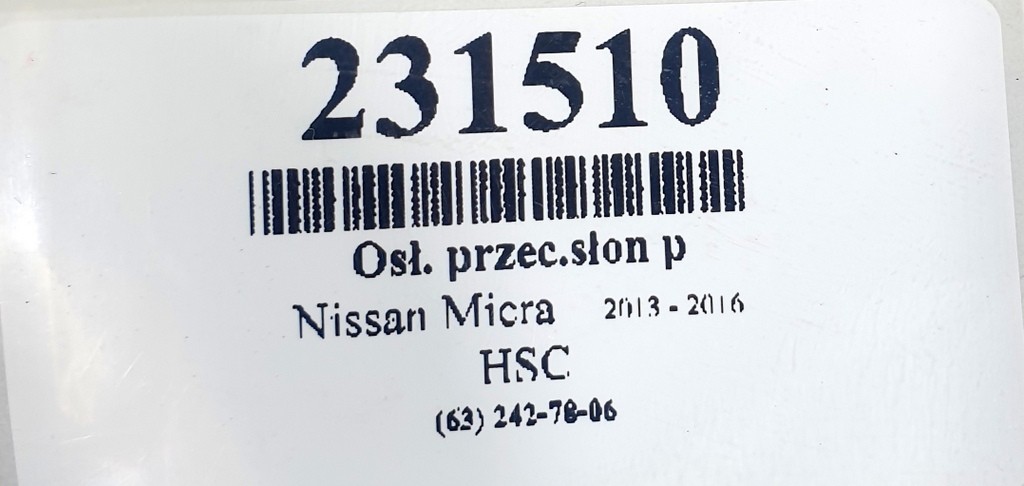 231510
Osł. przec.słon p
Nissan Micra 2013 - 2016
HSC
(63) 242-78-06